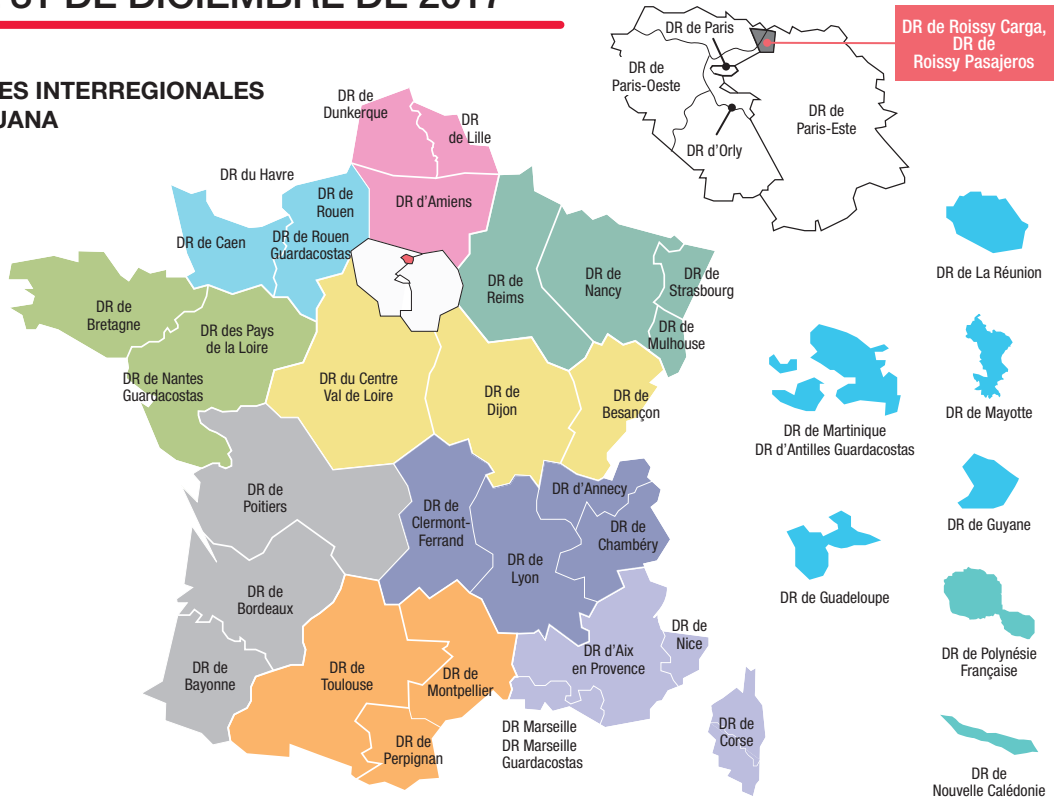 31 DE DICIEMBRE DE 2017
ES INTERREGIONALES
UANA
DR de Paris
DR de
Paris-Oeste
DR d'Orly
DR de
Paris-Este
DR de Roissy Carga,
DR de
Roissy Pasajeros
DR de
Dunkerque
DR
de Lille
DR du Havre
DR de
Rouen
DR d'Amiens
DR de Caen
DR de Rouen
Guardacostas
DR de
Reims
DR de
Nancy
DR de
Strasbourg
DR de
Mulhouse
DR de
Bretagne
DR des Pays
de la Loire
DR de Nantes
Guardacostas
DR du Centre
Val de Loire
DR de
Dijon
DR de
Besançon
DR de
Poitiers
DR de
Clermont-
Ferrand
DR d'Annecy
DR de
Chambéry
DR de
Lyon
DR de
Bordeaux
DR de
Bayonne
DR de
Toulouse
DR de
Montpellier
DR de
Perpignan
DR d'Aix
en Provence
DR de
Nice
DR Marseille
DR Marseille
Guardacostas
DR de
Corse
DR de La Réunion
DR de Martinique
DR d'Antilles Guardacostas
DR de Mayotte
DR de Guyane
DR de Guadeloupe
DR de Polynésie
Française
DR de
Nouvelle Calédonie